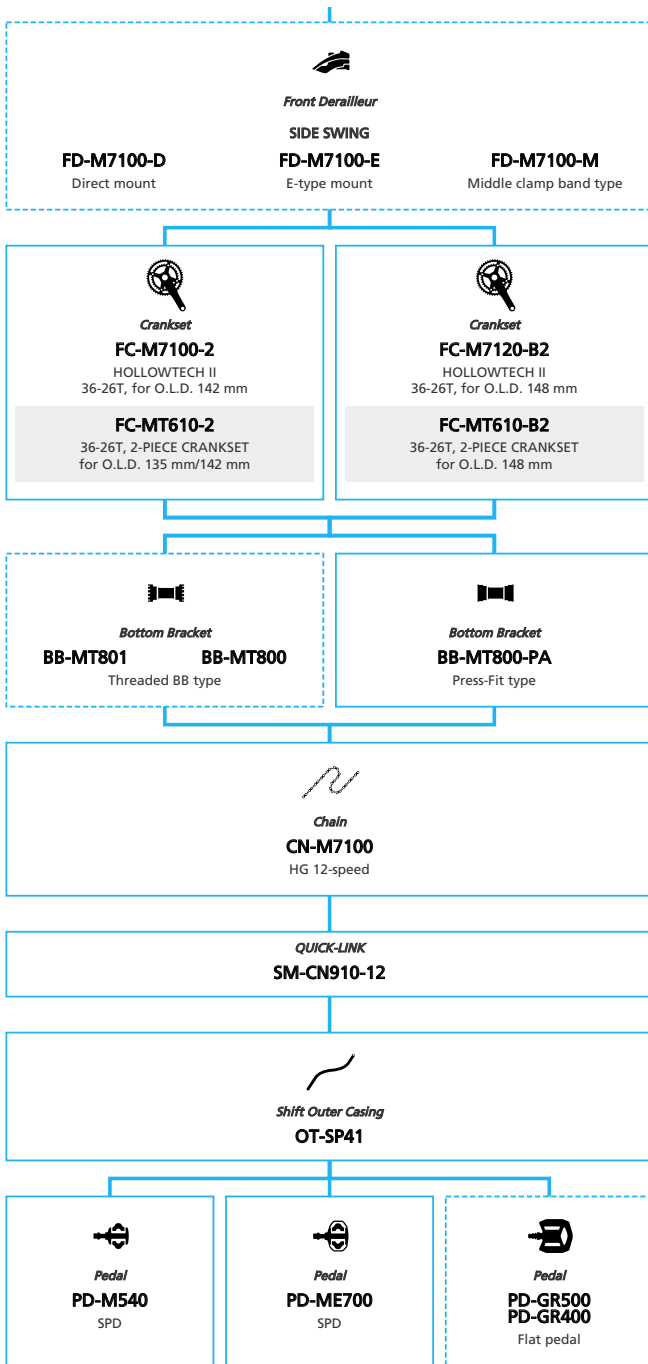 Front Derailleur
SIDE SWING
FD-M7100-D FD-M7100-E FD-M7100-M
Direct mount E-type mount Middle clamp band type
Crankset
FC-M7100-2
HOLLOWTECH II
36-26T, for O.L.D. 142 mm
FC-MT610-2
36-26T, 2-PIECE CRANKSET
for O.L.D. 135 mm/142 mm
Crankset
FC-M7120-B2
HOLLOWTECH II
36-26T, for O.L.D. 148 mm
FC-MT610-B2
36-26T, 2-PIECE CRANKSET
for O.L.D. 148 mm
Bottom Bracket
BB-MT801 BB-MT800
Threaded BB type
Bottom Bracket
BB-MT800-PA
Press-Fit type
Chain
CN-M7100
HG 12-speed
QUICK-LINK
SM-CN910-12
Shift Outer Casing
OT-SP41
Pedal
PD-M540
SPD
Pedal
PD-ME700
SPD
Pedal
PD-GR500
PD-GR400
Flat pedal